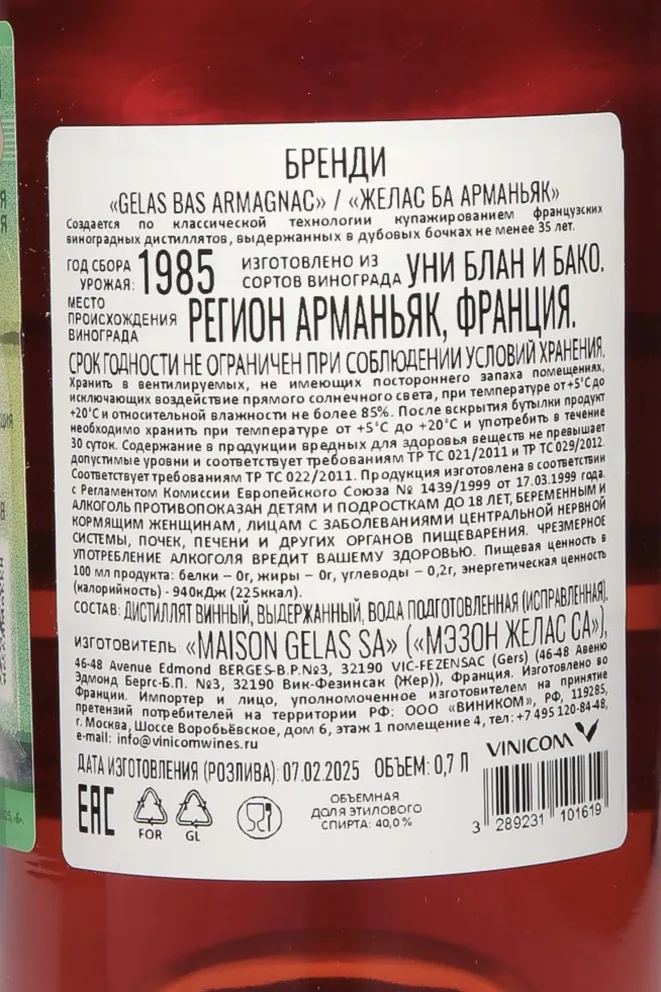 БРЕНДИ
«GELAS BAS ARMAGNAC» / «ЖЕЛАС БА АРМАНЬЯК»
Создается по классической технологии купажированием французских
виноградных дистиллятов, выдержанных в дубовых бочках не менее 35 лет.
ГОД СБОРА УРОЖАЯ: 1985 ИЗГОТОВЛЕНО ИЗ СОРТОВ ВИНОГРАДА УНИ БЛАН И БАКО.
МЕСТО ПРОИСХОЖДЕНИЯ ВИНОГРАДА РЕГИОН АРМАНЬЯК, ФРАНЦИЯ.
СРОК ГОДНОСТИ НЕ ОГРАНИЧЕН ПРИ СОБЛЮДЕНИИ УСЛОВИЙ ХРАНЕНИЯ.
Хранить в вентилируемых, не имеющих постороннего запаха помещениях,
исключающих воздействие прямого солнечного света, при температуре от +5°С до
+20°С и относительной влажности не более 85%. После вскрытия бутылки продукт
необходимо хранить при температуре от +5°С до +20°С и употребить в течение
30 суток. Содержание в продукции вредных для здоровья веществ не превышает
допустимые уровни и соответствует требованиям ТР ТС 021/2011 и ТР ТС 029/2012.
Соответствует требованиям ТР ТС 022/2011. Продукция изготовлена в соответствии
с Регламентом Комиссии Европейского Союза № 1439/1999 от 17.03.1999 года.
АЛКОГОЛЬ ПРОТИВОПОКАЗАН ДЕТЯМ И ПОДРОСТКАМ ДО 18 ЛЕТ, БЕРЕМЕННЫМ И
КОРМЯЩИМ ЖЕНЩИНАМ, ЛИЦАМ С ЗАБОЛЕВАНИЯМИ ЦЕНТРАЛЬНОЙ НЕРВНОЙ
СИСТЕМЫ, ПОЧЕК, ПЕЧЕНИ И ДРУГИХ ОРГАНОВ ПИЩЕВАРЕНИЯ. ЧРЕЗМЕРНОЕ
УПОТРЕБЛЕНИЕ АЛКОГОЛЯ ВРЕДИТ ВАШЕМУ ЗДОРОВЬЮ. Пищевая ценность в
100 мл продукта: белки – 0г, жиры – 0г, углеводы – 0,2г, энергетическая ценность
(калорийность) - 940кДж (225ккал).
СОСТАВ: ДИСТИЛЛЯТ ВИННЫЙ, ВЫДЕРЖАННЫЙ, ВОДА ПОДГОТОВЛЕННАЯ (ИСПРАВЛЕННАЯ).
ИЗГОТОВИТЕЛЬ: «MAISON GELAS SA» («МЭЗОН ЖЕЛАС СА»),
46-48 Avenue Edmond BERGES-B.P.№3, 32190 VIC-FEZENSAC (Gers) (46-48 Авеню
Эдмонд Бергс-Б.П. №3, 32190 Вик-Фезинсак (Жер)), Франция. Изготовлено во
Франции. Импортер и лицо, уполномоченное изготовителем на принятие
претензий потребителей на территории РФ: ООО «ВИНИКОМ», РФ, 119285,
г. Москва, Шоссе Воробьёвское, дом 6, этаж 1 помещение 4, тел: +7 495 120-84-48,
e-mail: info@vinicomwines.ru
VINICOM
ДАТА ИЗГОТОВЛЕНИЯ (РОЗЛИВА): 07.02.2025 ОБЪЕМ: 0,7 Л
EAC
FOR
GL
ОБЪЕМНАЯ
ДОЛЯ ЭТИЛОВОГО
СПИРТА: 40,0%
3 289231 101619